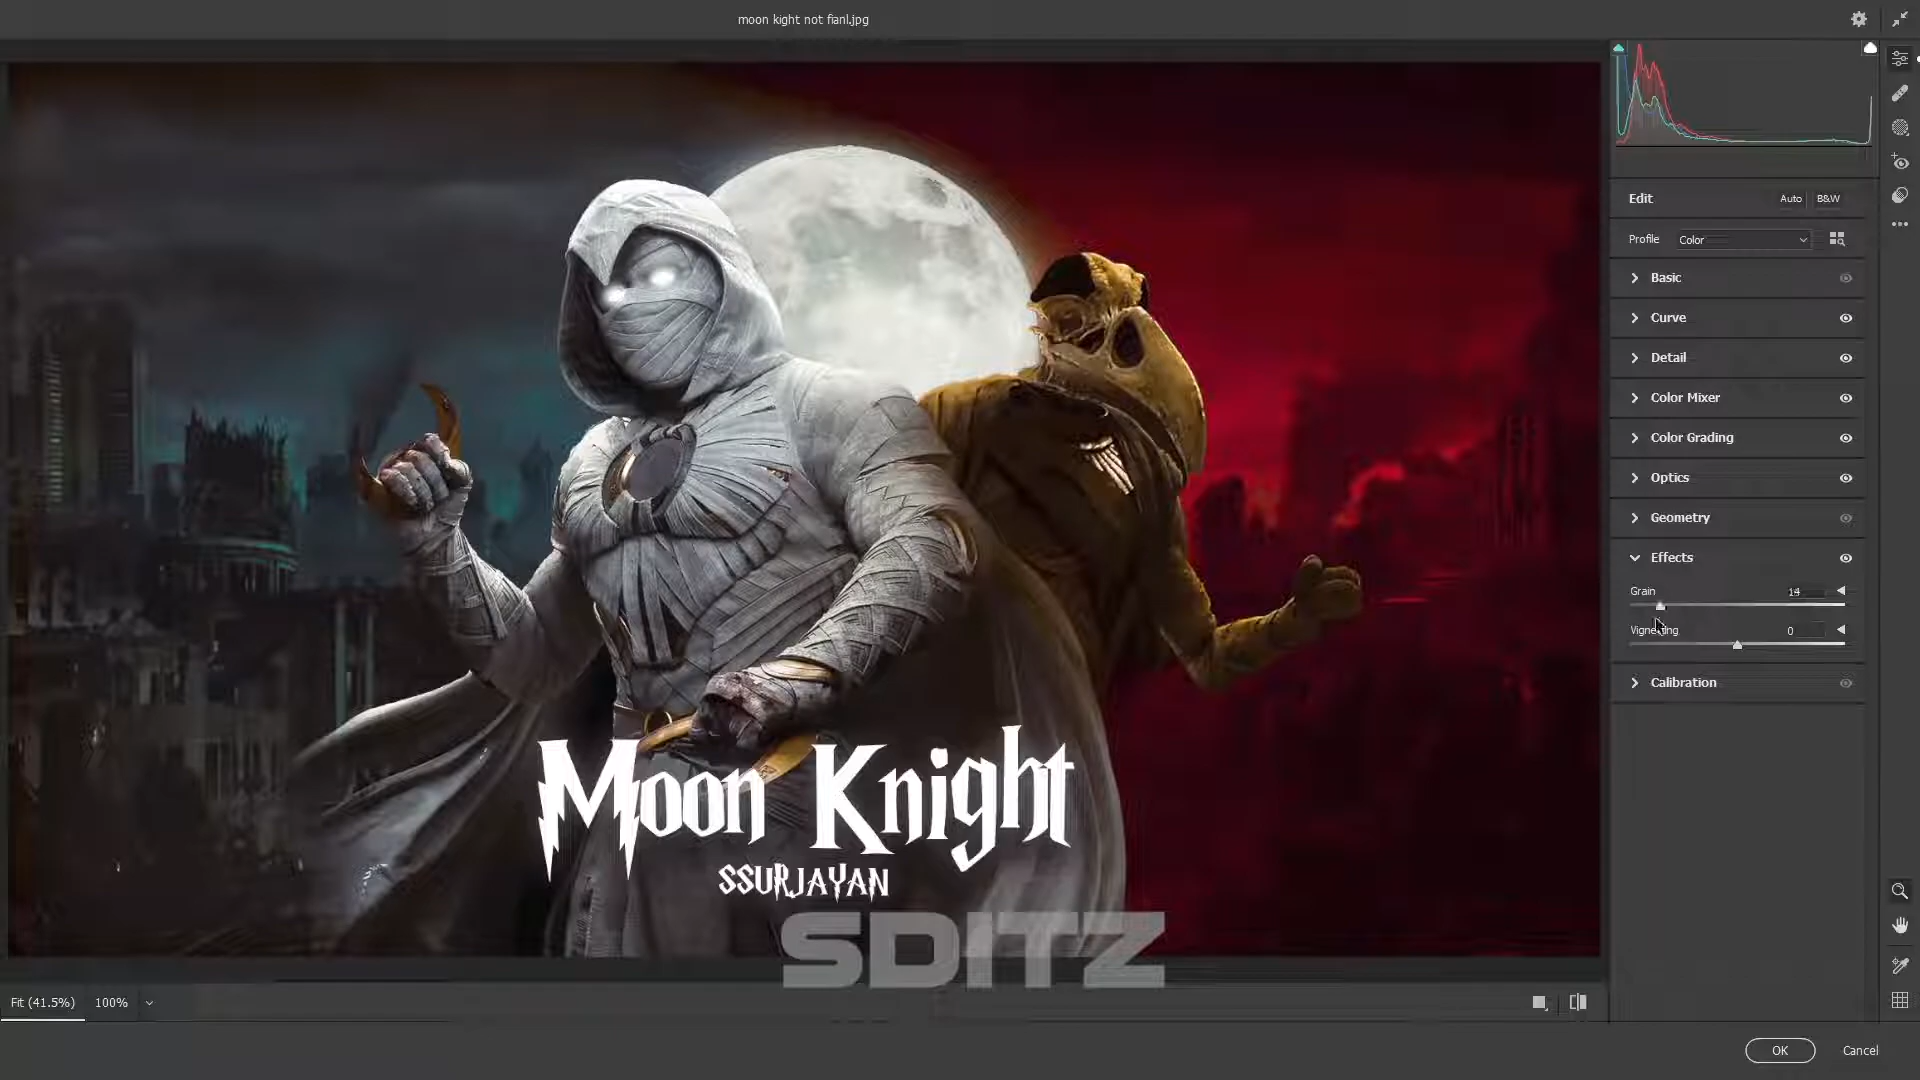 moon kight not fianl.jpg
Edit
Auto
B&W
Profile
Color
Basic
Curve
Detail
Color Mixer
Color Grading
Optics
Geometry
Effects
Grain
14
Vignetting
0
Calibration
Moon Knight
SSURJAYAN
SDITZ
Fit (41.5%)
100%
OK
Cancel